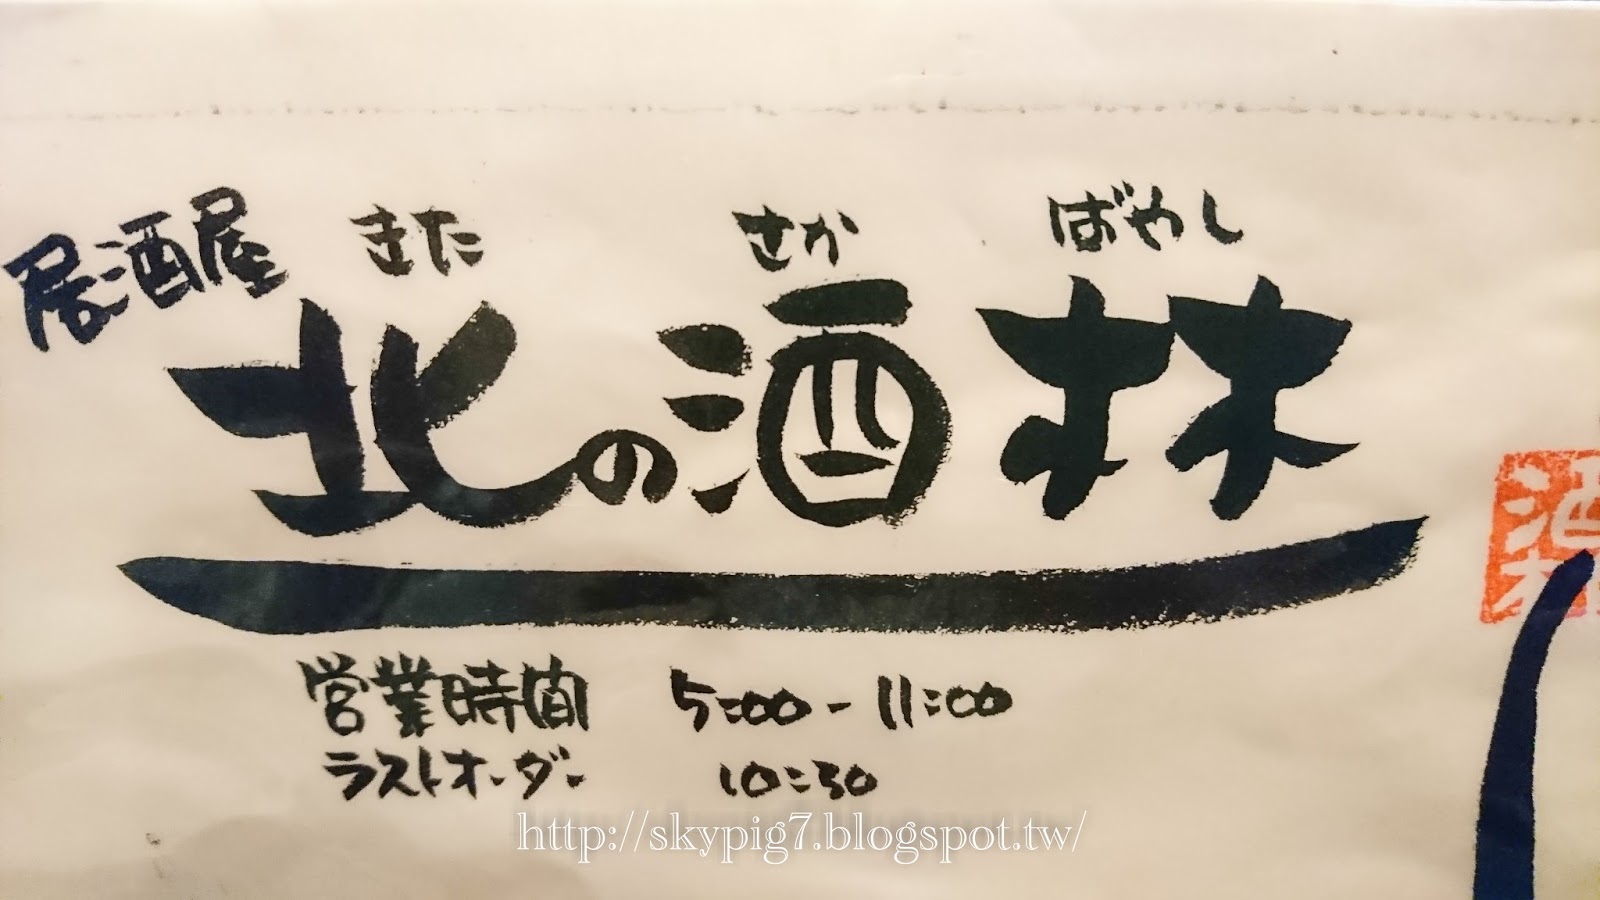 居酒屋
きた さか ばやし
北の酒林
営業時間 5:00-11:00
ラストオーダー 10:30
http://skypig7.blogspot.tw/